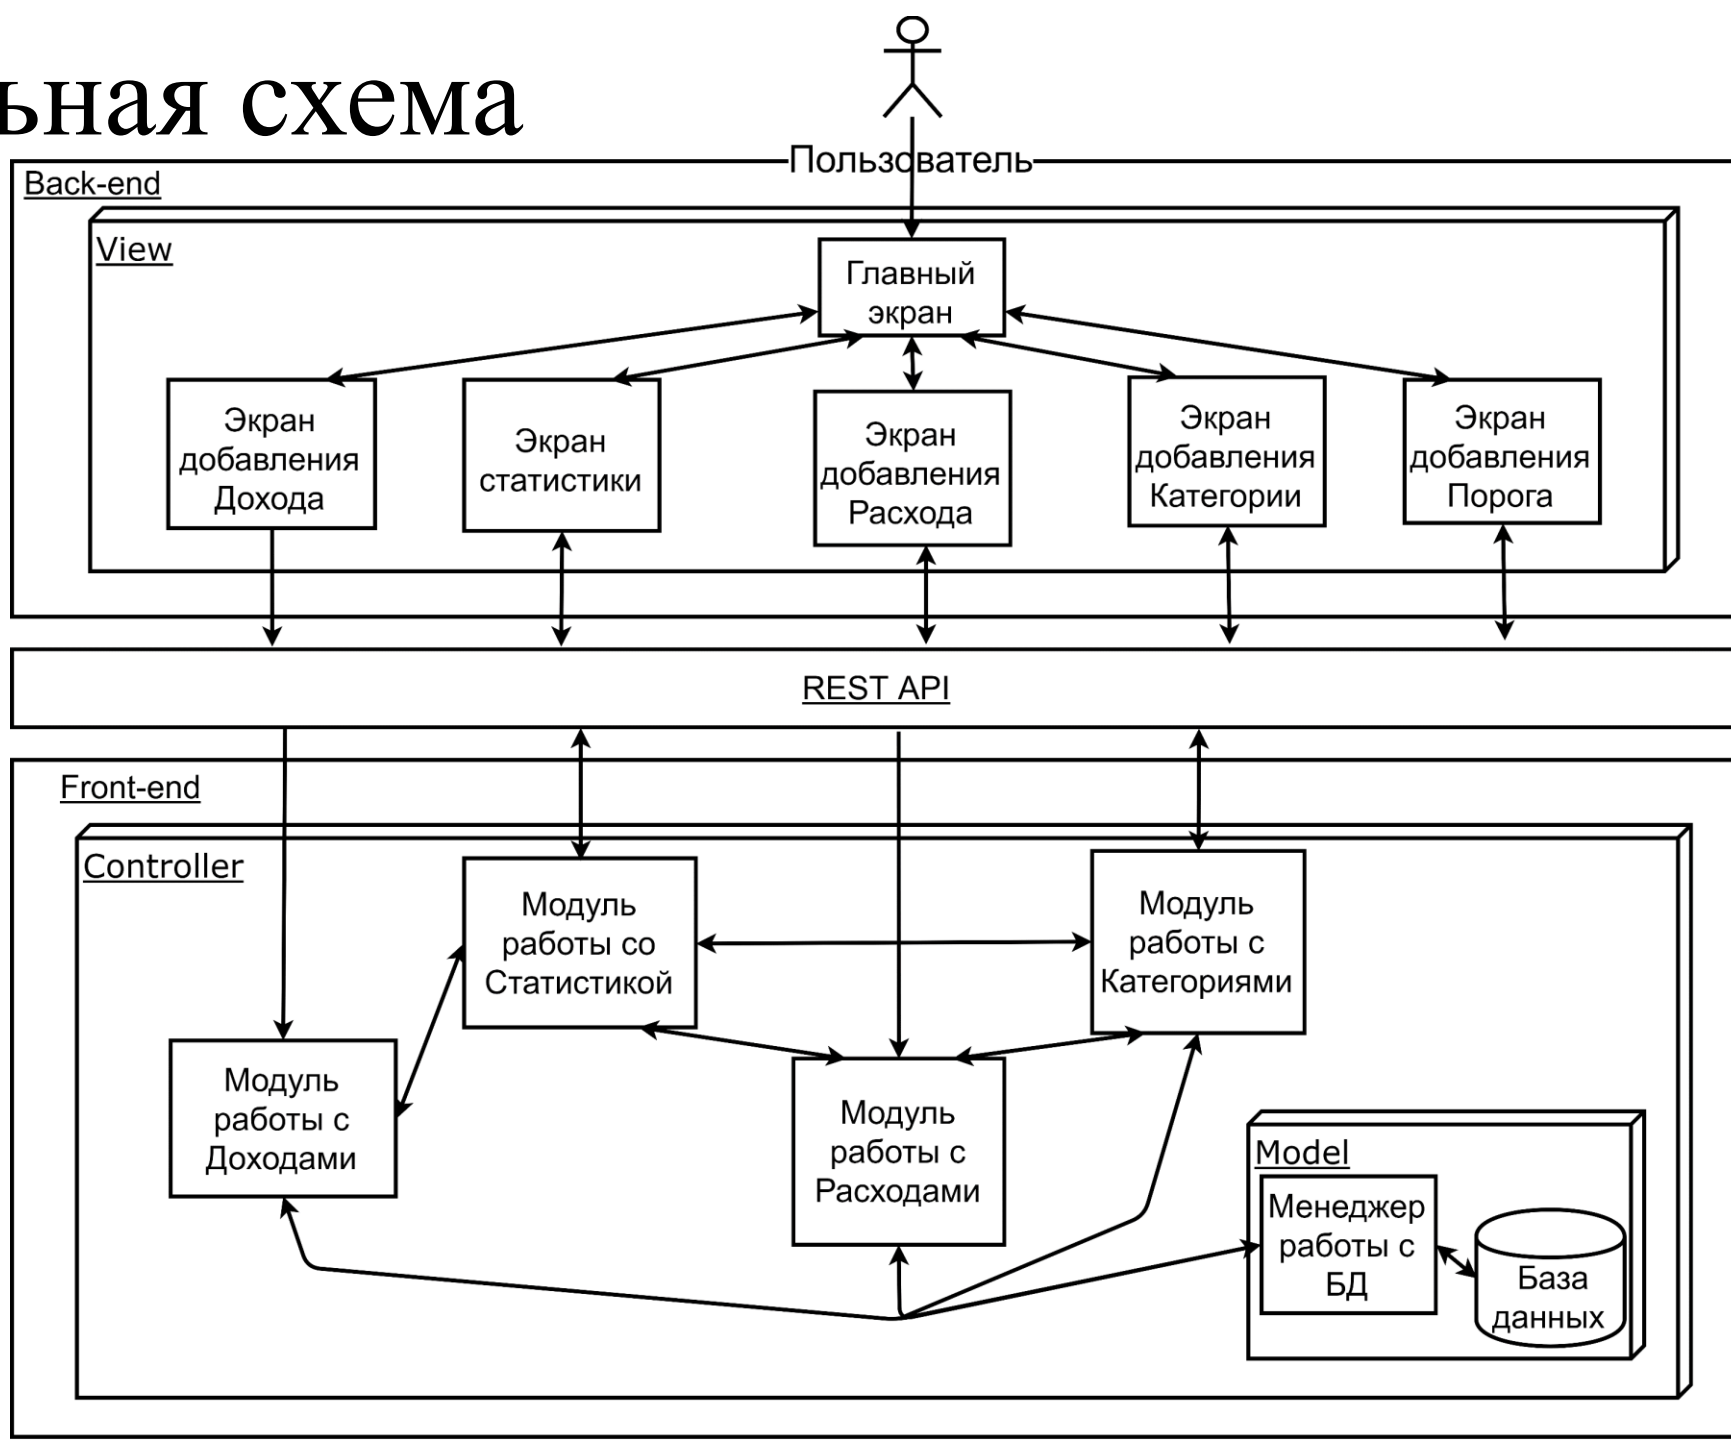 ьная схема
Пользователь
Back-end
View
Главный
экран
Экран
добавления
Дохода
Экран
статистики
Экран
добавления
Расхода
Экран
добавления
Категории
Экран
добавления
Порога
REST API
Front-end
Controller
Модуль
работы со
Статистикой
Модуль
работы с
Категориями
Модуль
работы с
Доходами
Модуль
работы с
Расходами
Model
Менеджер
работы с
БД
База
данных